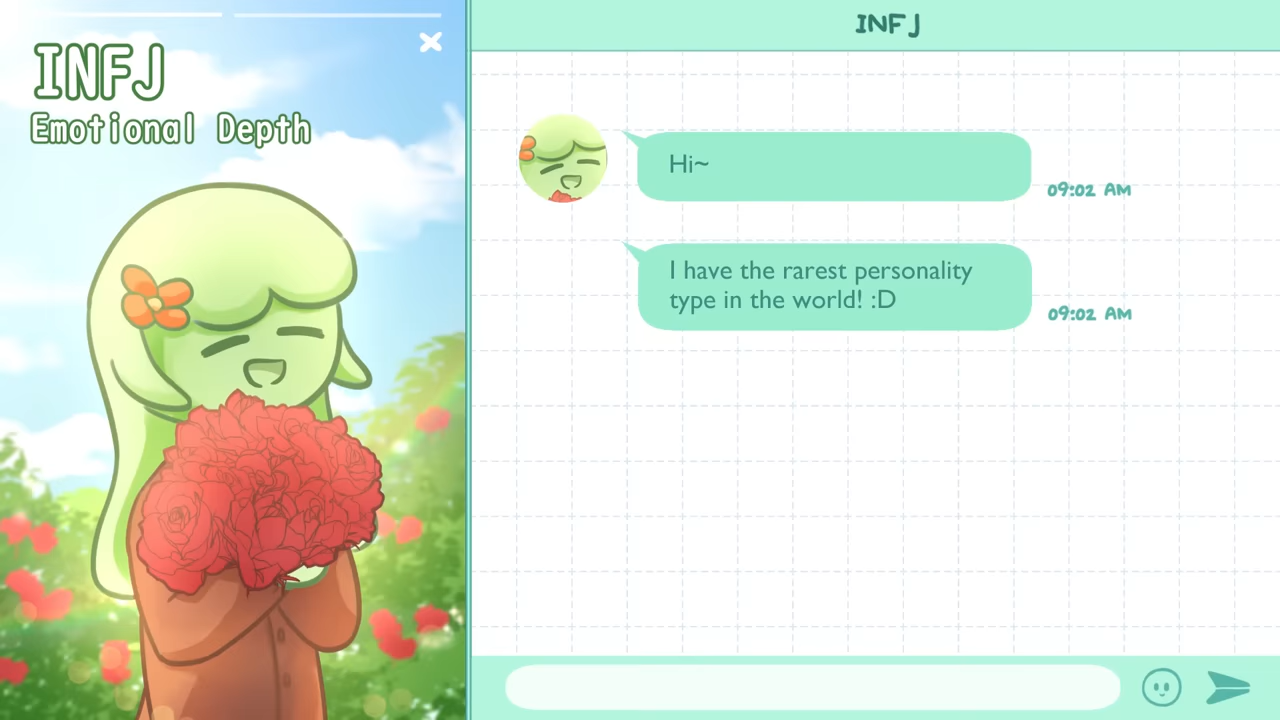 INFJ
Emotional Depth
INFJ
Hi~
09:02 AM
I have the rarest personality
type in the world! :D
09:02 AM